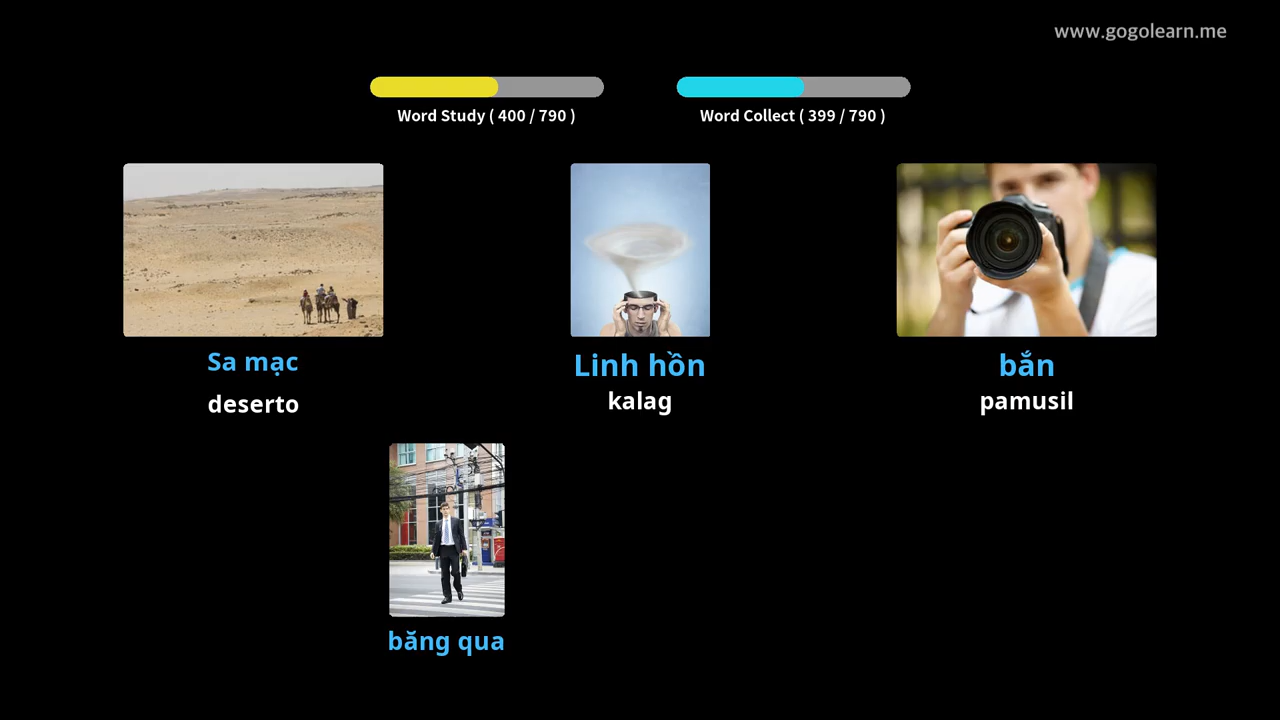 www.gogolearn.me
Word Study ( 400 / 790 )
Word Collect ( 399 / 790 )
Sa mạc
deserto
Linh hồn
kalag
bắn
pamusil
băng qua